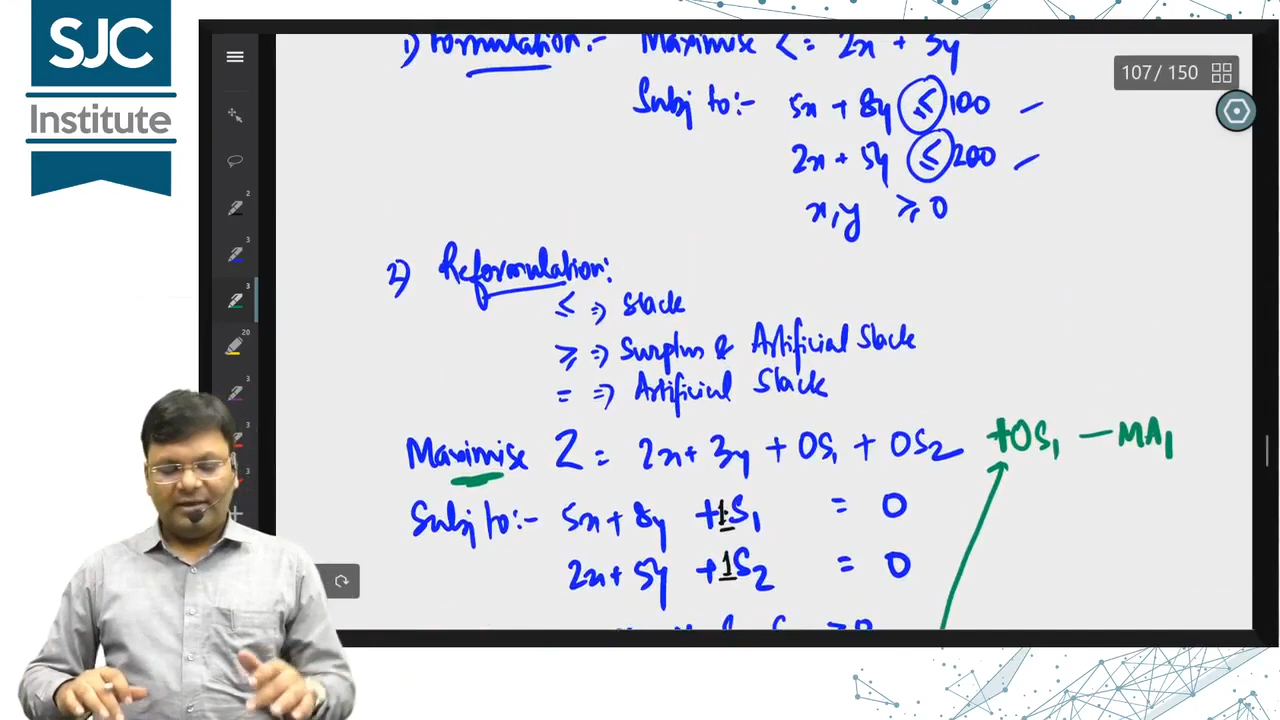 SJC
Institute
107 / 150
1) Formulation:- Maximise Z = 2x + 3y
Subj to:- 5x + 8y ≤ 100
2x + 5y ≤ 200
x, y ≥ 0
2) Reformulation:
≤ => Slack
≥ => Surplus & Artificial Slack
= => Artificial Slack
Maximise Z = 2x + 3y + 0S1 + 0S2 + 0S1 - MA1
Subj to:- 5x + 8y + 1S1 = 0
2x + 5y + 1S2 = 0